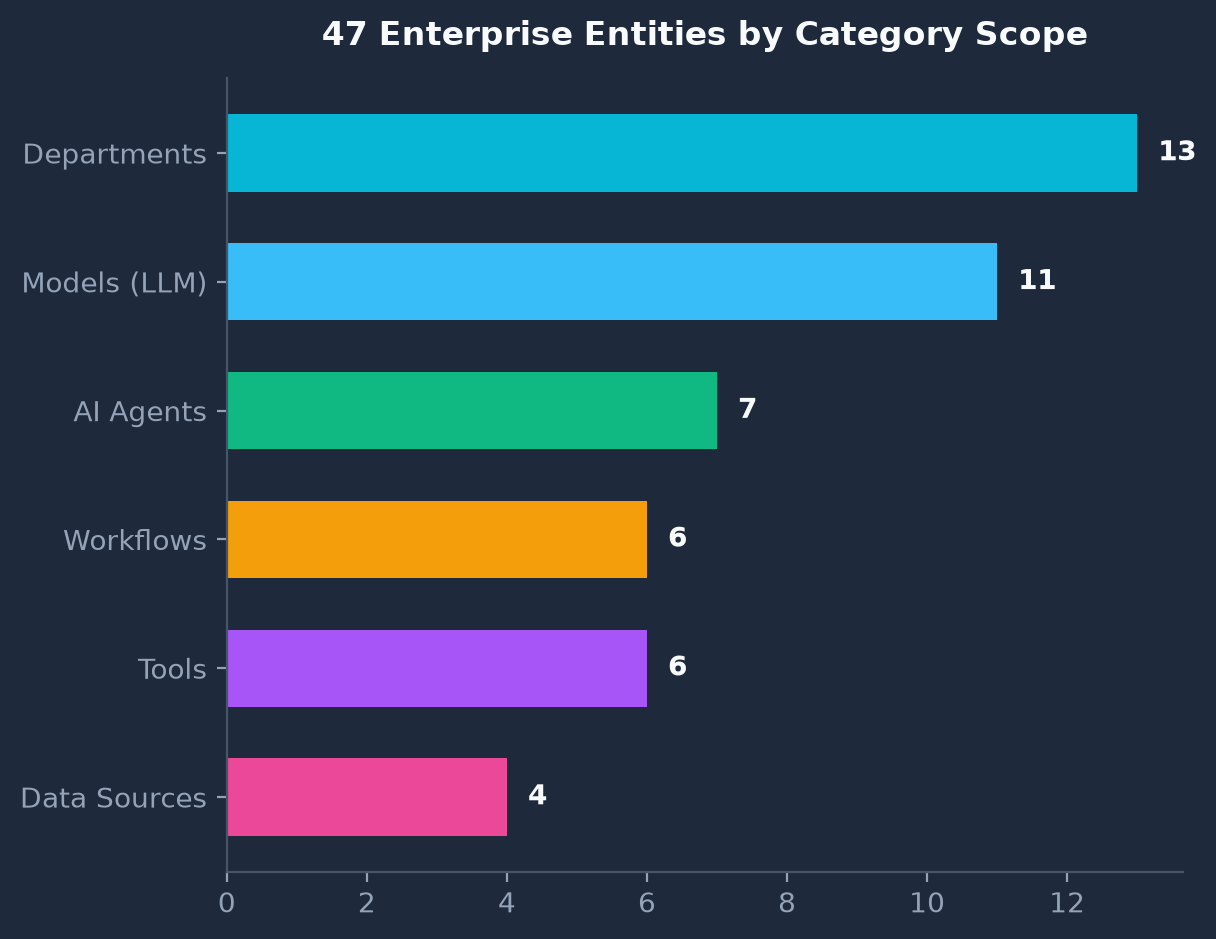 47 Enterprise Entities by Category Scope
Departments 13
Models (LLM) 11
AI Agents 7
Workflows 6
Tools 6
Data Sources 4
0 2 4 6 8 10 12